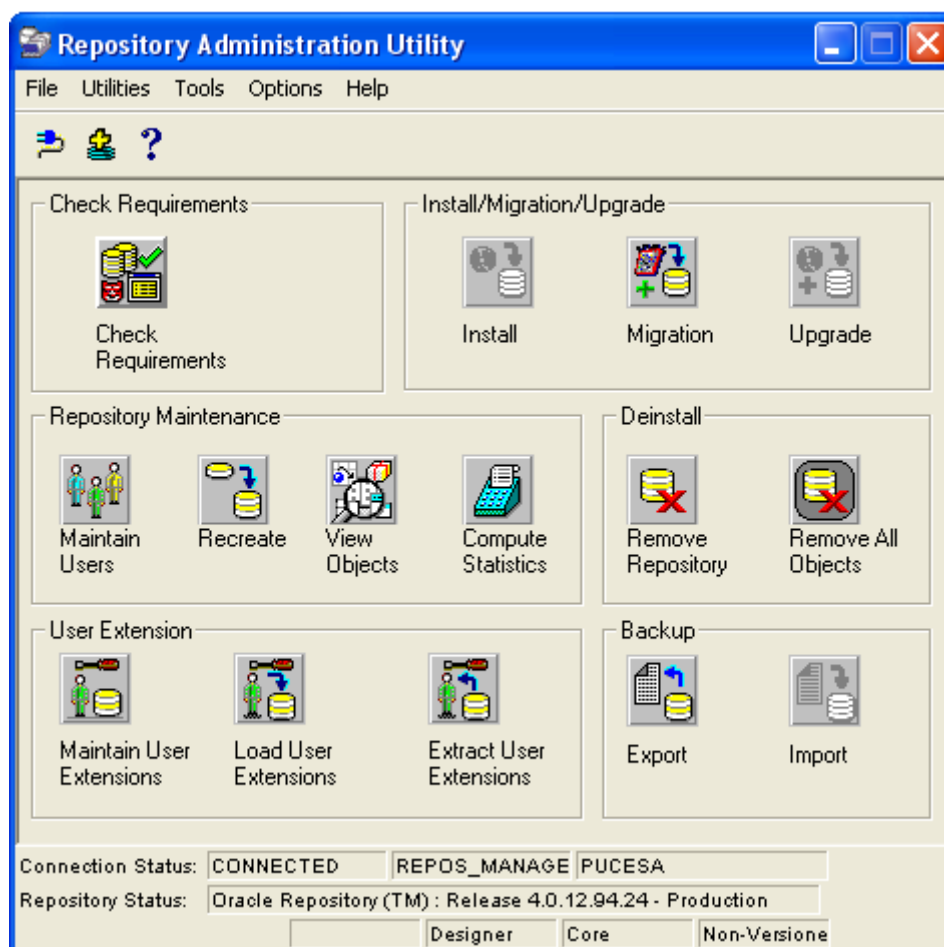 Repository Administration Utility
File Utilities Tools Options Help
Check Requirements
Install/Migration/Upgrade
Check
Requirements
Install
Migration
Upgrade
Repository Maintenance
Deinstall
Maintain
Users
Recreate
View
Objects
Compute
Statistics
Remove
Repository
Remove All
Objects
User Extension
Backup
Maintain User
Extensions
Load User
Extensions
Extract User
Extensions
Export
Import
Connection Status: CONNECTED REPOS_MANAGE PUCESA
Repository Status: Oracle Repository (TM) : Release 4.0.12.94.24 - Production
Designer Core Non-Versione